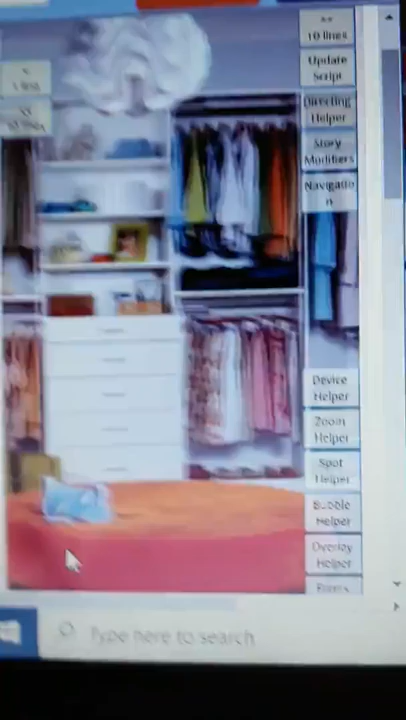 10 lines
Update
Script
Directing
Helper
Story
Modifiers
Navigatio
n
Device
Helper
Zoom
Helper
Spot
Helper
Bubble
Helper
Overlay
Helper
Type here to search